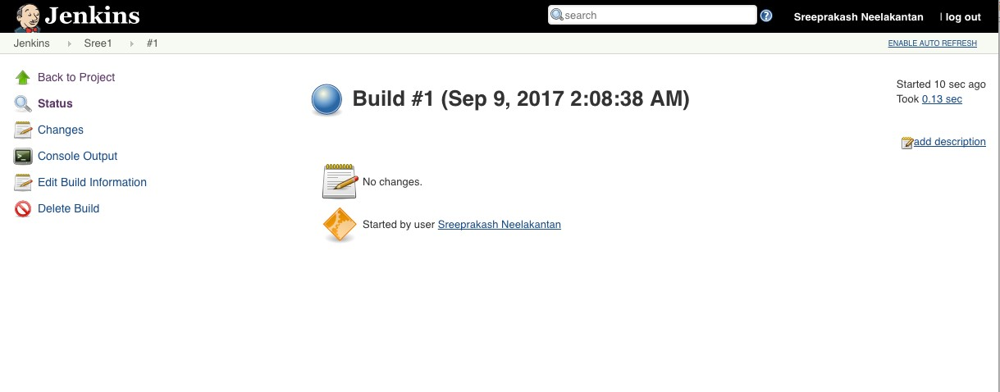 Jenkins
search
Sreeprakash Neelakantan | log out
Jenkins Sree1 #1
ENABLE AUTO REFRESH
Back to Project
Status
Changes
Console Output
Edit Build Information
Delete Build
Build #1 (Sep 9, 2017 2:08:38 AM)
Started 10 sec ago
Took 0.13 sec
add description
No changes.
Started by user Sreeprakash Neelakantan